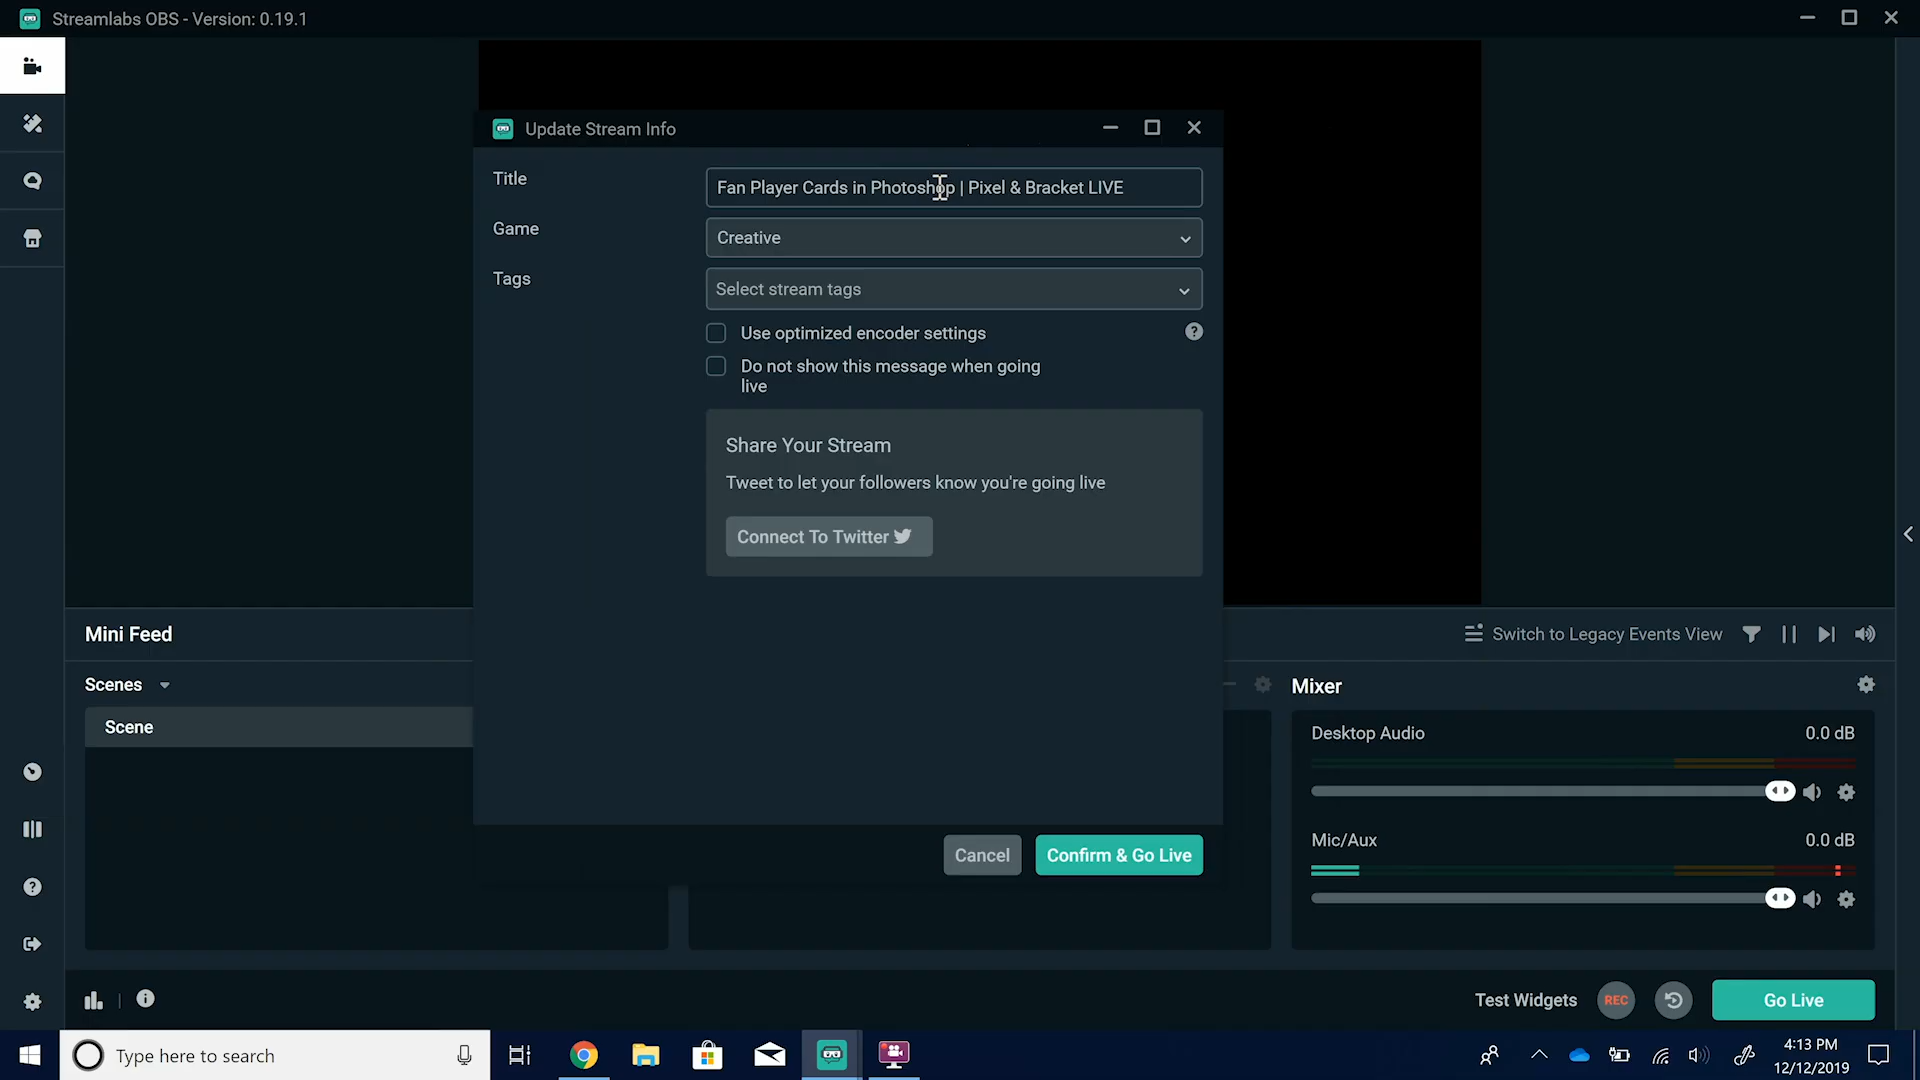 Streamlabs OBS - Version: 0.19.1
Update Stream Info
Title
Fan Player Cards in Photoshop | Pixel & Bracket LIVE
Game
Creative
Tags
Select stream tags
Use optimized encoder settings
Do not show this message when going
live
Share Your Stream
Tweet to let your followers know you're going live
Connect To Twitter
Mini Feed
Switch to Legacy Events View
Scenes
Mixer
Scene
Desktop Audio
0.0 dB
Mic/Aux
0.0 dB
Cancel
Confirm & Go Live
Test Widgets
REC
Go Live
Type here to search
4:13 PM
12/12/2019